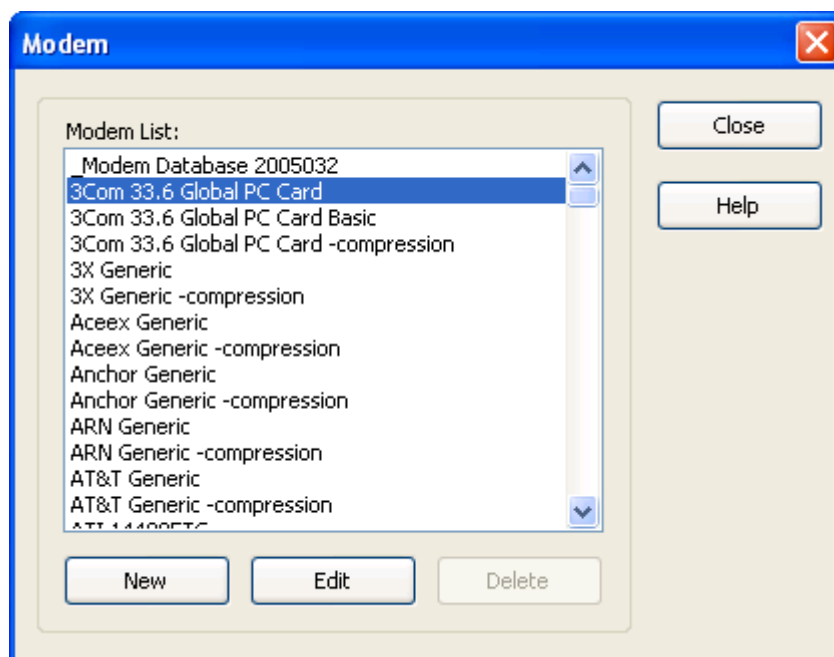 Modem
Modem List:
_Modem Database 2005032
3Com 33.6 Global PC Card
3Com 33.6 Global PC Card Basic
3Com 33.6 Global PC Card -compression
3X Generic
3X Generic -compression
Aceex Generic
Aceex Generic -compression
Anchor Generic
Anchor Generic -compression
ARN Generic
ARN Generic -compression
AT&T Generic
AT&T Generic -compression
New
Edit
Delete
Close
Help